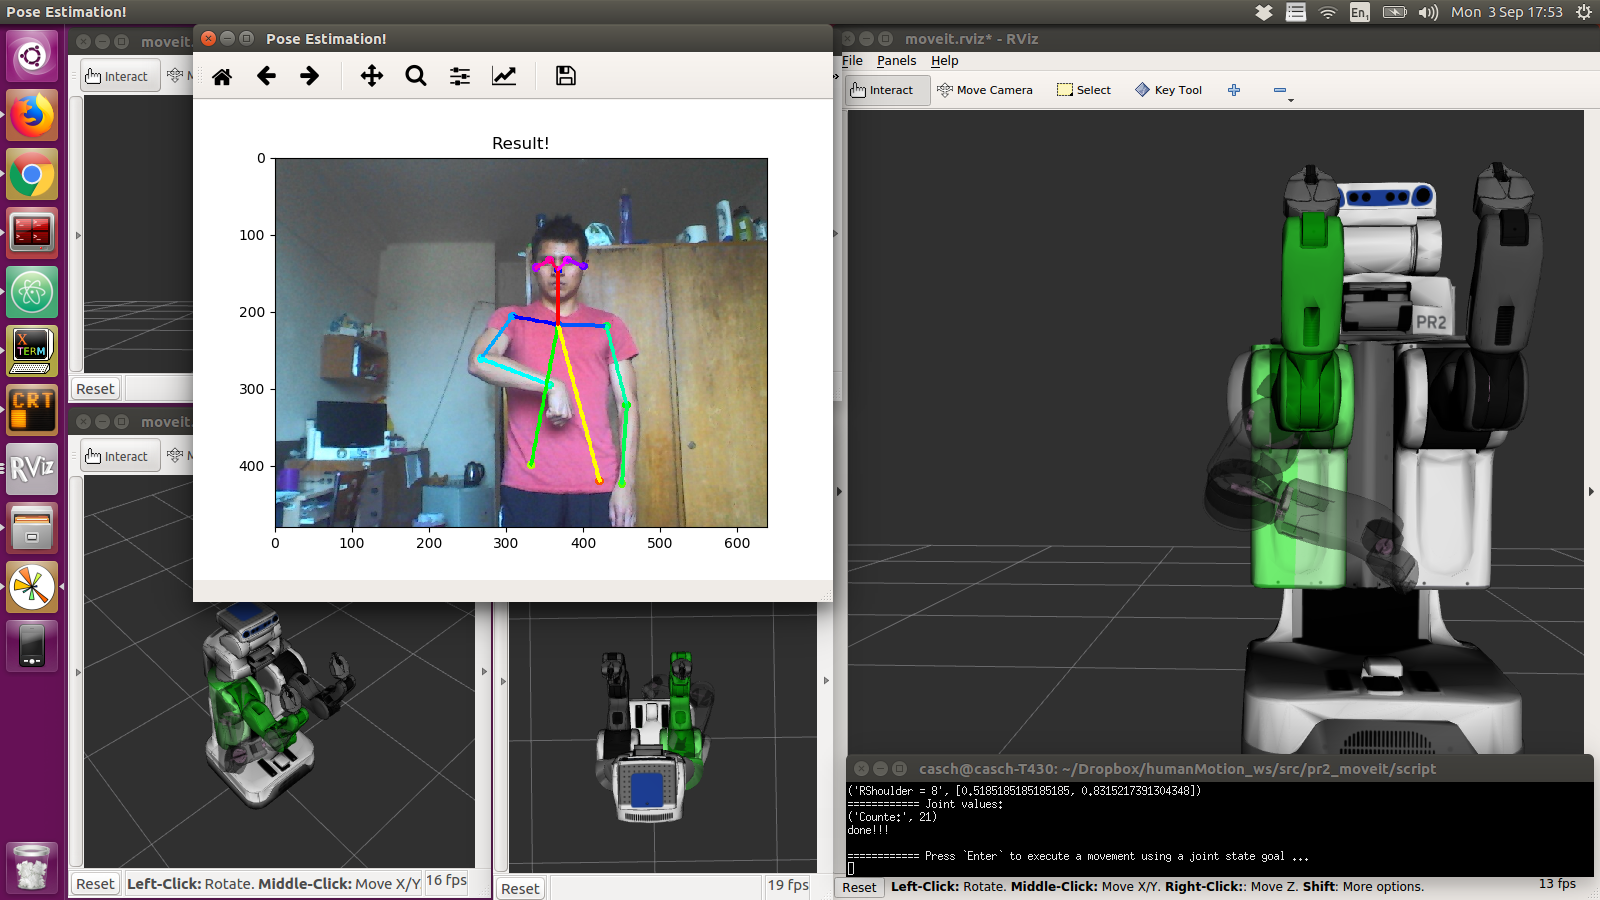 Pose Estimation!
En1
Mon 3 Sep 17:53
moveit.
Interact
M
Reset
moveit.
Interact
M
Pose Estimation!
Result!
0
100
200
300
400
0
100
200
300
400
500
600
moveit.rviz* - RViz
File Panels Help
Interact Move Camera Select Key Tool
PR2
X
TERM
CRT
RViz
casch@casch-T430: ~/Dropbox/humanMotion_ws/src/pr2_moveit/script
('RShoulder = 8', [0.5185185185185185, 0.8315217391304348])
============ Joint values:
('Counte:', 21)
done!!!
============ Press `Enter` to execute a movement using a joint state goal ...
Reset Left-Click: Rotate. Middle-Click: Move X/Y 16 fps
Reset 19 fps
Reset Left-Click: Rotate. Middle-Click: Move X/Y. Right-Click:: Move Z. Shift: More options. 13 fps